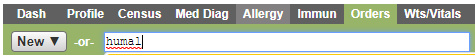 Dash Profile Census Med Diag Allergy Immun Orders Wts/Vitals
New ▼ -or- humal